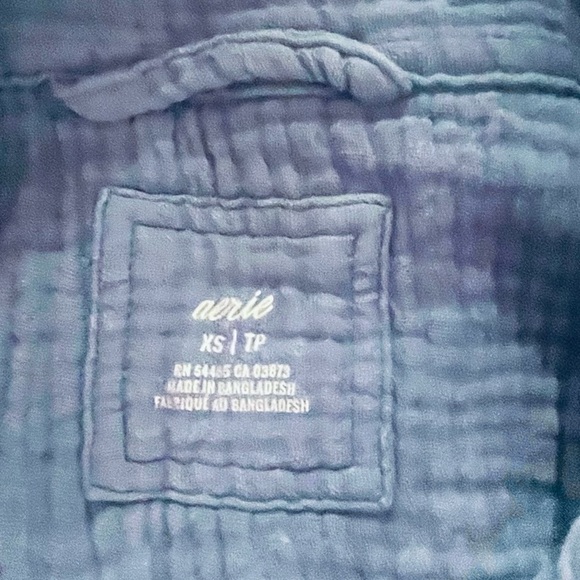 aerie
XS | TP
RN 54485 CA 03873
MADE IN BANGLADESH
FABRIQUÉ AU BANGLADESH